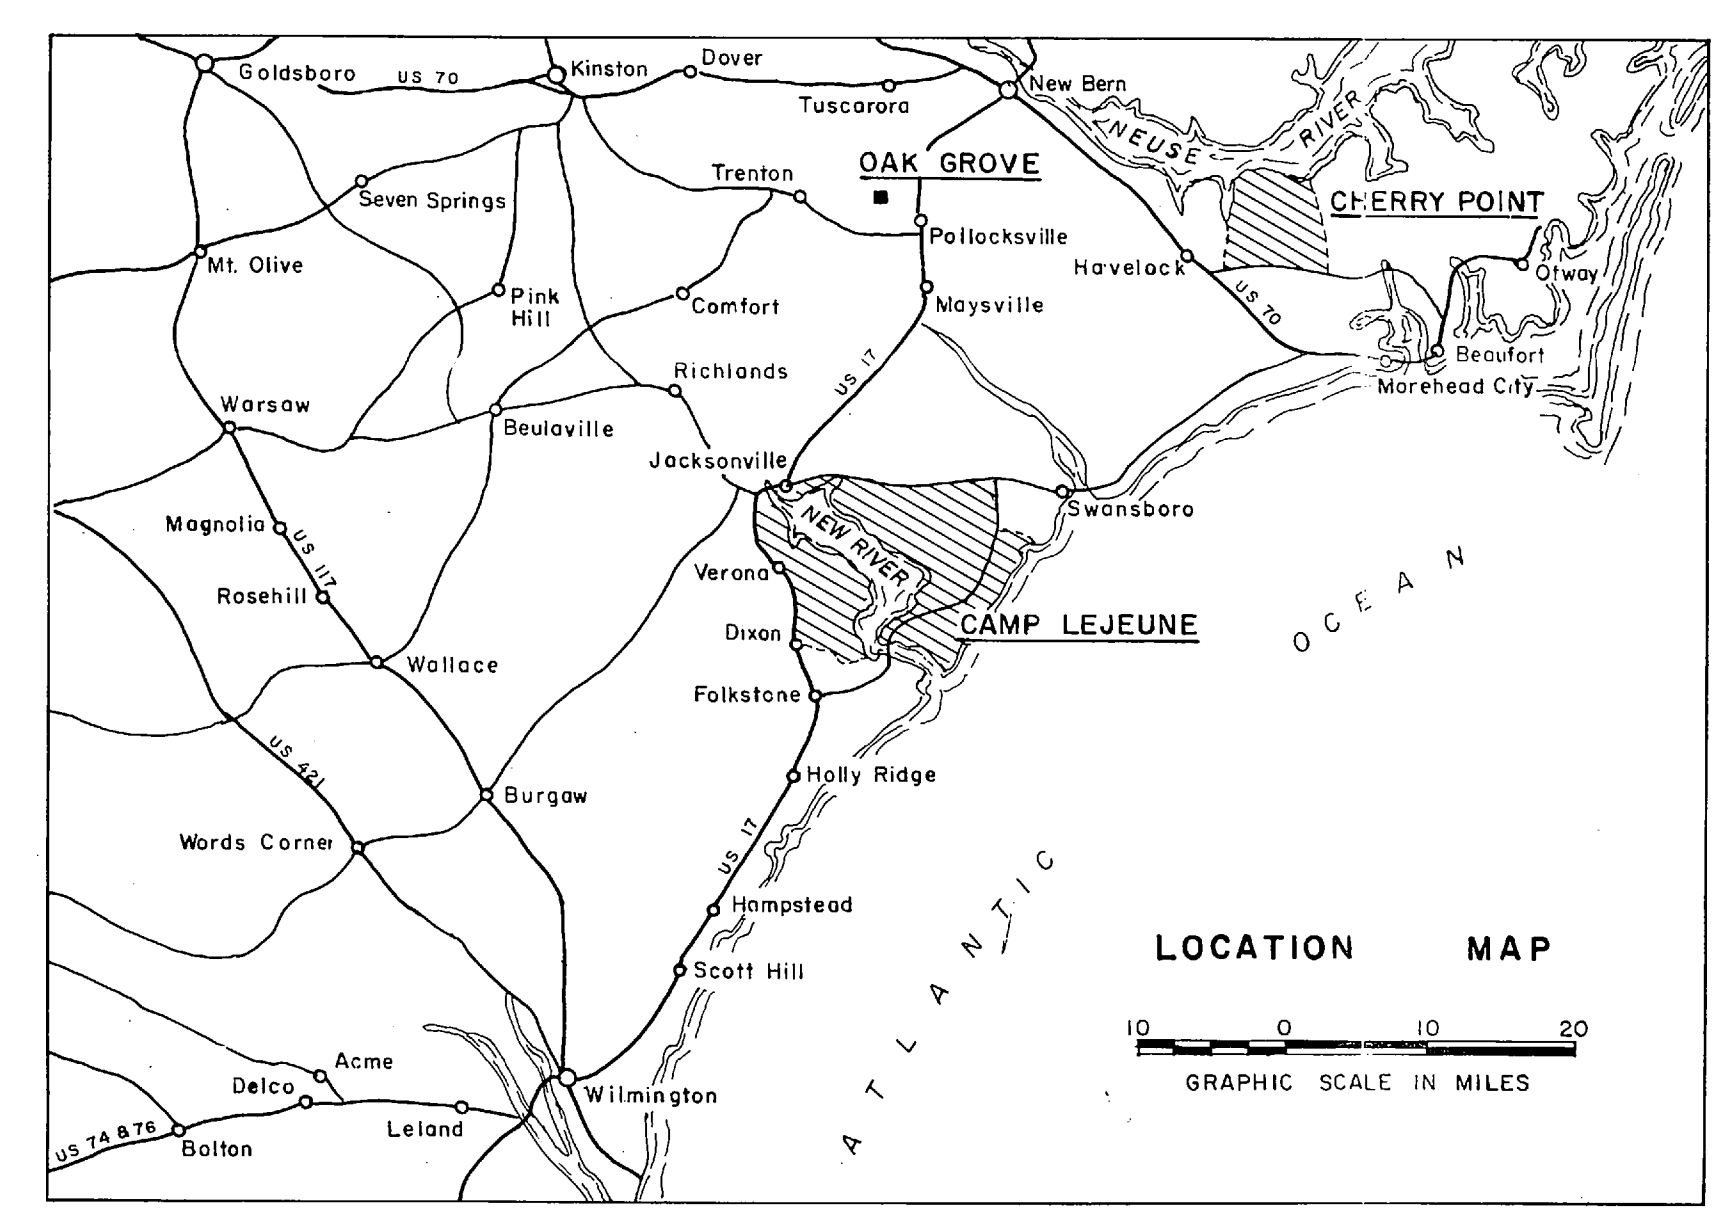 Goldsboro
US 70
Kinston
Dover
Tuscarora
New Bern
NEUSE
RIVER
OAK GROVE
Trenton
CHERRY POINT
Seven Springs
Pollocksville
Mt. Olive
Havelock
Otway
Pink
Hill
Comfort
Maysville
US 70
Beaufort
Morehead City
US 17
Richlands
Warsaw
Beulaville
Jacksonville
Swansboro
NEW RIVER
Magnolia
US 117
Verona
Rosehill
CAMP LEJEUNE
Dixon
Wallace
Folkstone
US 421
Holly Ridge
Burgaw
Words Corner
US 17
Hampstead
Scott Hill
ATLANTIC OCEAN
LOCATION MAP
10 0 10 20
GRAPHIC SCALE IN MILES
Acme
Delco
Wilmington
Leland
US 74 & 76
Bolton